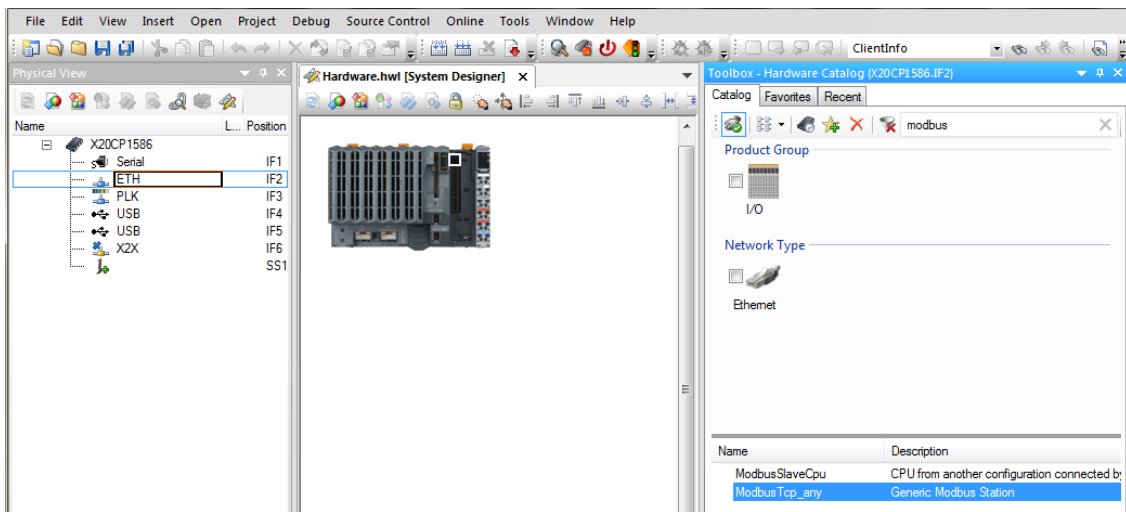 File Edit View Insert Open Project Debug Source Control Online Tools Window Help
ClientInfo
Physical View
Hardware.hwl [System Designer]
Toolbox - Hardware Catalog (X20CP1586.IF2)
Catalog Favorites Recent
modbus
Name L... Position
X20CP1586
Serial IF1
ETH IF2
PLK IF3
USB IF4
USB IF5
X2X IF6
SS1
Product Group
I/O
Network Type
Ethernet
Name Description
ModbusSlaveCpu CPU from another configuration connected by
ModbusTcp_any Generic Modbus Station